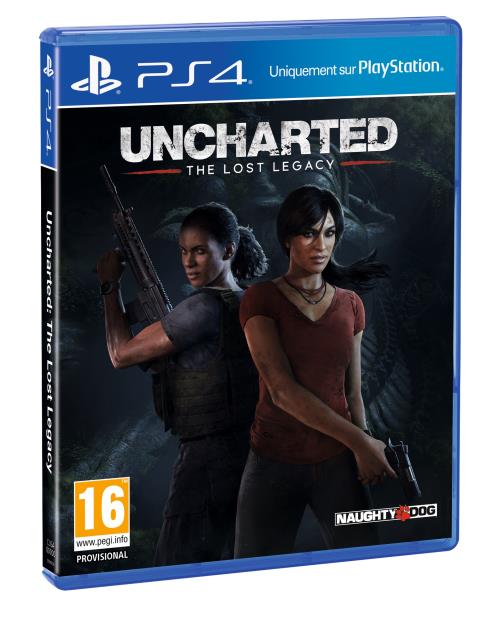 PS4
Uniquement sur PlayStation
UNCHARTED
THE LOST LEGACY
PS4
Uncharted: The Lost Legacy
16
www.pegi.info
PROVISIONAL
NAUGHTY DOG